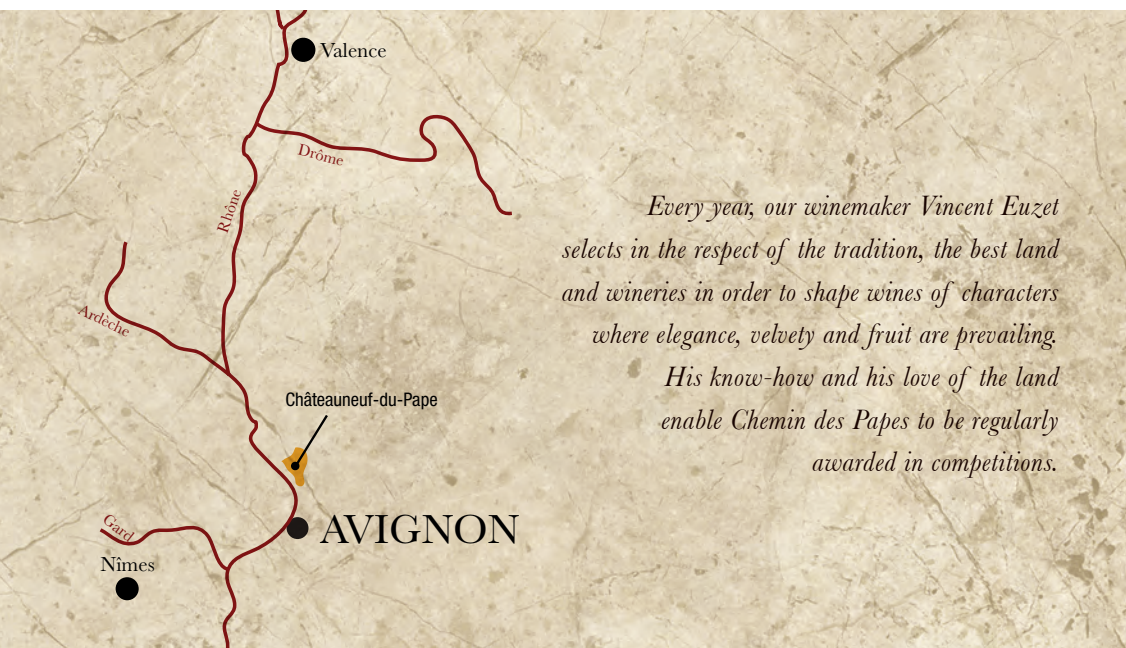 Valence
Drôme
Rhône
Ardèche
Châteauneuf-du-Pape
AVIGNON
Gard
Nîmes
Every year, our winemaker Vincent Euzet
selects in the respect of the tradition, the best land
and wineries in order to shape wines of characters
where elegance, velvety and fruit are prevailing.
His know-how and his love of the land
enable Chemin des Papes to be regularly
awarded in competitions.